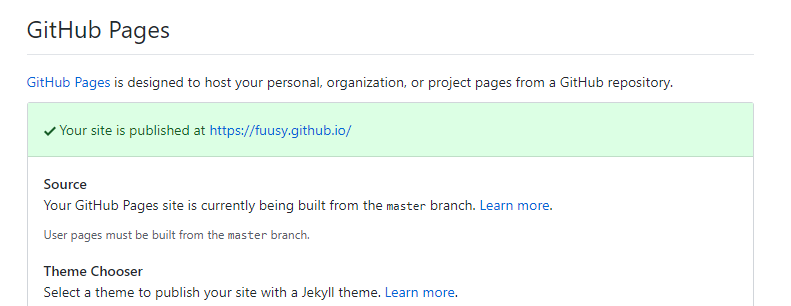 GitHub Pages
GitHub Pages is designed to host your personal, organization, or project pages from a GitHub repository.
✔ Your site is published at https://fuusy.github.io/
Source
Your GitHub Pages site is currently being built from the master branch. Learn more.
User pages must be built from the master branch.
Theme Chooser
Select a theme to publish your site with a Jekyll theme. Learn more.